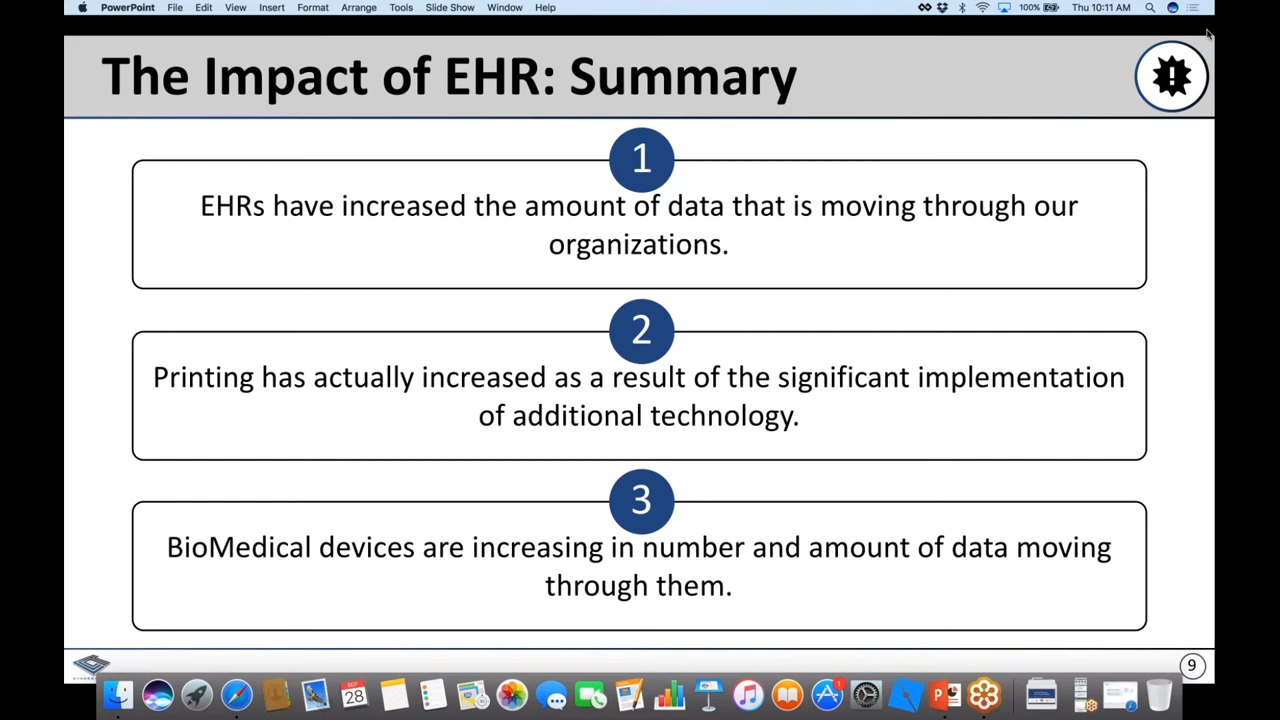 PowerPoint File Edit View Insert Format Arrange Tools Slide Show Window Help 100% Thu 10:11 AM
The Impact of EHR: Summary
1
EHRs have increased the amount of data that is moving through our
organizations.
2
Printing has actually increased as a result of the significant implementation
of additional technology.
3
BioMedical devices are increasing in number and amount of data moving
through them.
9
SEP
28
1